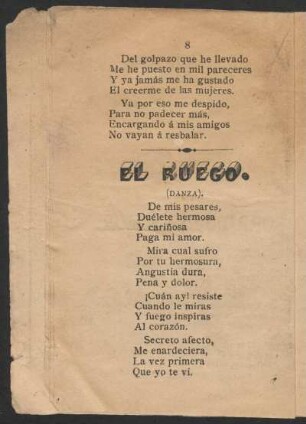 8
Del golpazo que he llevado
Me he puesto en mil pareceres
Y ya jamás me ha gustado
El creerme de las mujeres.
Ya por eso me despido,
Para no padecer más,
Encargando á mis amigos
No vayan á resbalar.
EL RUEGO.
(DANZA).
De mis pesares,
Duélete hermosa
Y cariñosa
Paga mi amor.
Mira cual sufro
Por tu hermosura,
Angustia dura,
Pena y dolor.
¡Cuán ay! resiste
Cuando le miras
Y fuego inspiras
Al corazón.
Secreto afecto,
Me enardeciera,
La vez primera
Que yo te ví.